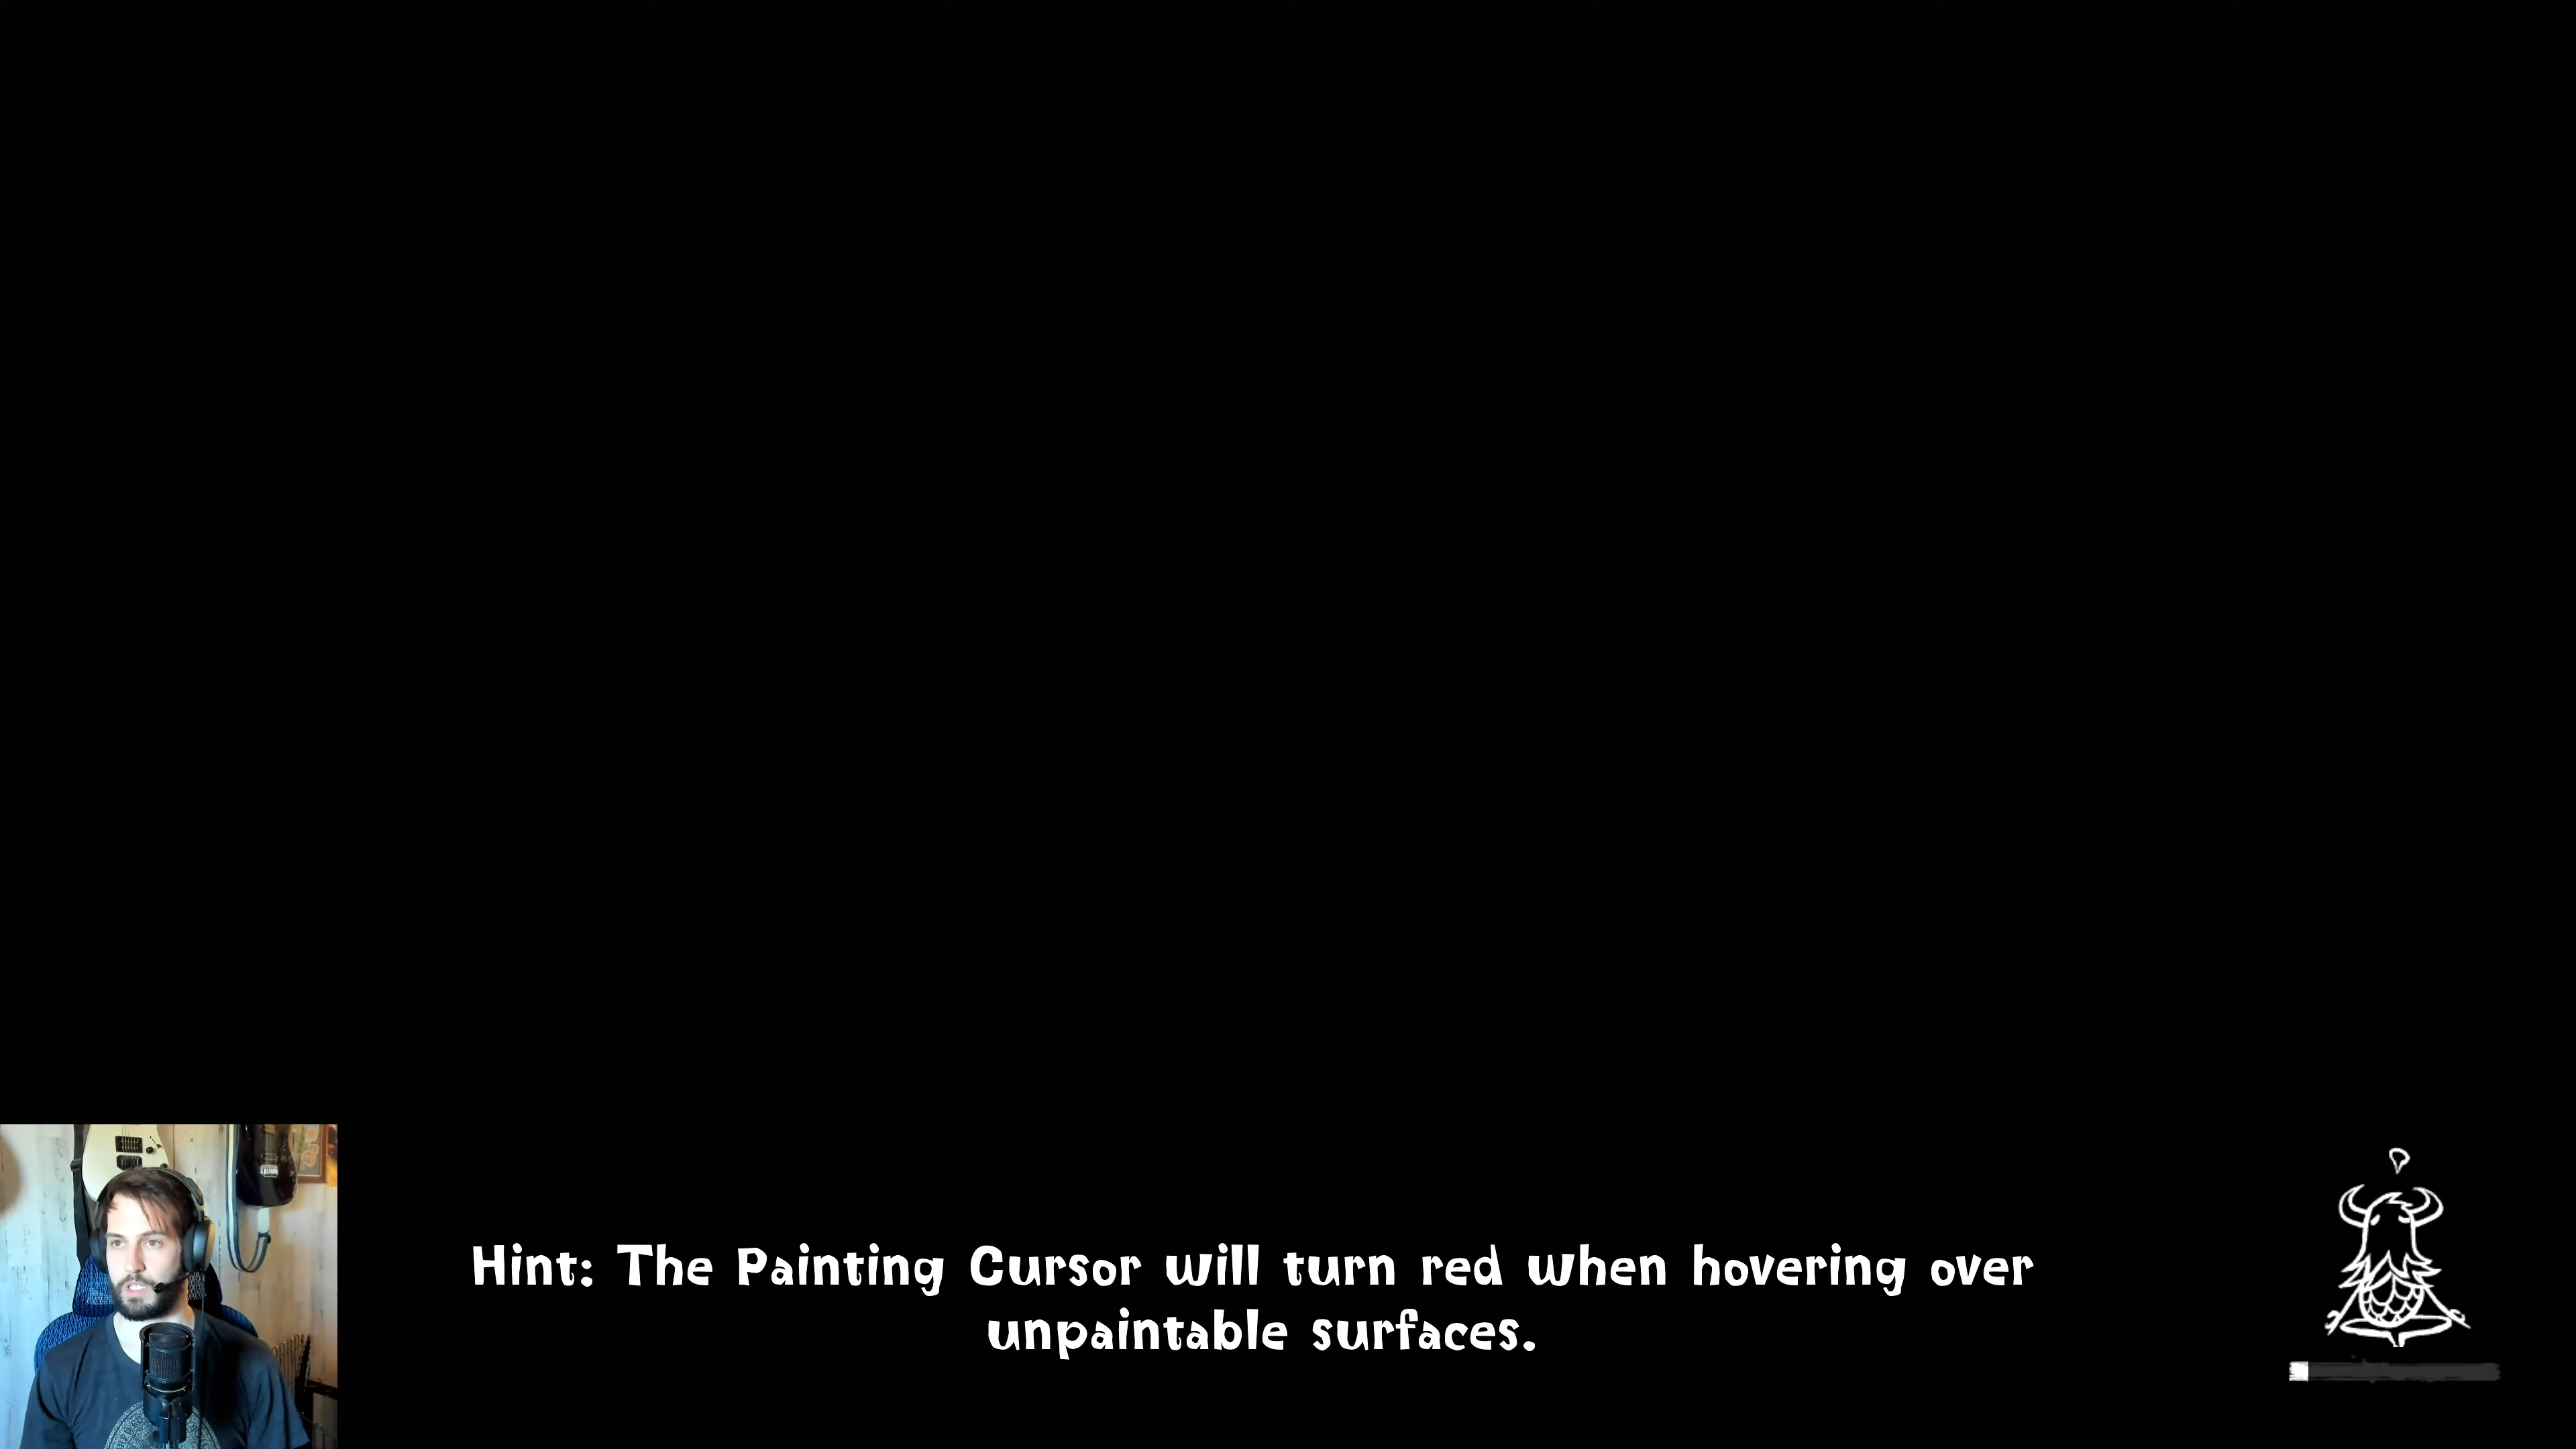 Hint: The Painting Cursor will turn red when hovering over
unpaintable surfaces.